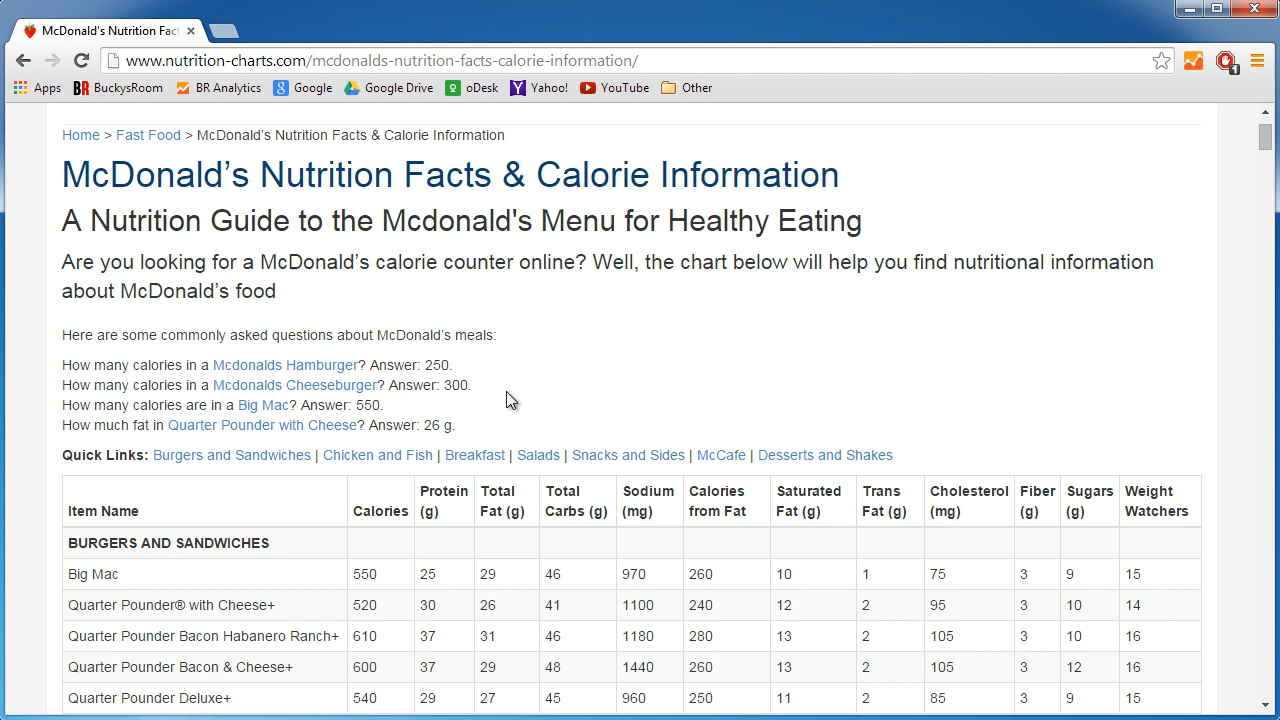 McDonald's Nutrition Fac
www.nutrition-charts.com/mcdonalds-nutrition-facts-calorie-information/
1
Apps BR BuckysRoom BR Analytics 8 Google Google Drive o oDesk Y Yahoo! YouTube Other
Home > Fast Food > McDonald’s Nutrition Facts & Calorie Information
McDonald’s Nutrition Facts & Calorie Information
A Nutrition Guide to the Mcdonald's Menu for Healthy Eating
Are you looking for a McDonald’s calorie counter online? Well, the chart below will help you find nutritional information
about McDonald’s food
Here are some commonly asked questions about McDonald’s meals:
How many calories in a Mcdonalds Hamburger? Answer: 250.
How many calories in a Mcdonalds Cheeseburger? Answer: 300.
How many calories are in a Big Mac? Answer: 550.
How much fat in Quarter Pounder with Cheese? Answer: 26 g.
Quick Links: Burgers and Sandwiches | Chicken and Fish | Breakfast | Salads | Snacks and Sides | McCafe | Desserts and Shakes
Item Name Calories Protein (g) Total Fat (g) Total Carbs (g) Sodium (mg) Calories from Fat Saturated Fat (g) Trans Fat (g) Cholesterol (mg) Fiber (g) Sugars (g) Weight Watchers
BURGERS AND SANDWICHES
Big Mac 550 25 29 46 970 260 10 1 75 3 9 15
Quarter Pounder® with Cheese+ 520 30 26 41 1100 240 12 2 95 3 10 14
Quarter Pounder Bacon Habanero Ranch+ 610 37 31 46 1180 280 13 2 105 3 10 16
Quarter Pounder Bacon & Cheese+ 600 37 29 48 1440 260 13 2 105 3 12 16
Quarter Pounder Deluxe+ 540 29 27 45 960 250 11 2 85 3 9 15